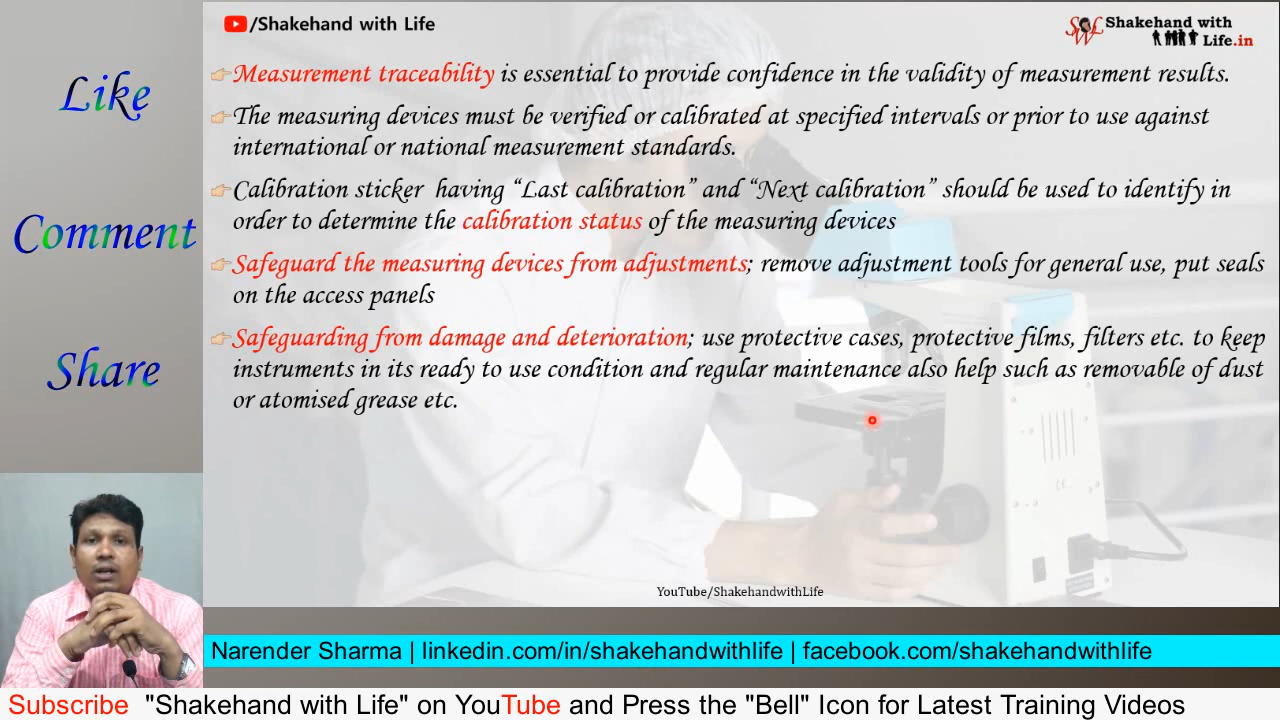 /Shakehand with Life
Shakehand with
Life.in
Like
Comment
Share
Measurement traceability is essential to provide confidence in the validity of measurement results.
The measuring devices must be verified or calibrated at specified intervals or prior to use against
international or national measurement standards.
Calibration sticker having “Last calibration” and “Next calibration” should be used to identify in
order to determine the calibration status of the measuring devices
Safeguard the measuring devices from adjustments; remove adjustment tools for general use, put seals
on the access panels
Safeguarding from damage and deterioration; use protective cases, protective films, filters etc. to keep
instruments in its ready to use condition and regular maintenance also help such as removable of dust
or atomised grease etc.
YouTube/ShakehandwithLife
Narender Sharma | linkedin.com/in/shakehandwithlife | facebook.com/shakehandwithlife
Subscribe "Shakehand with Life" on YouTube and Press the "Bell" Icon for Latest Training Videos